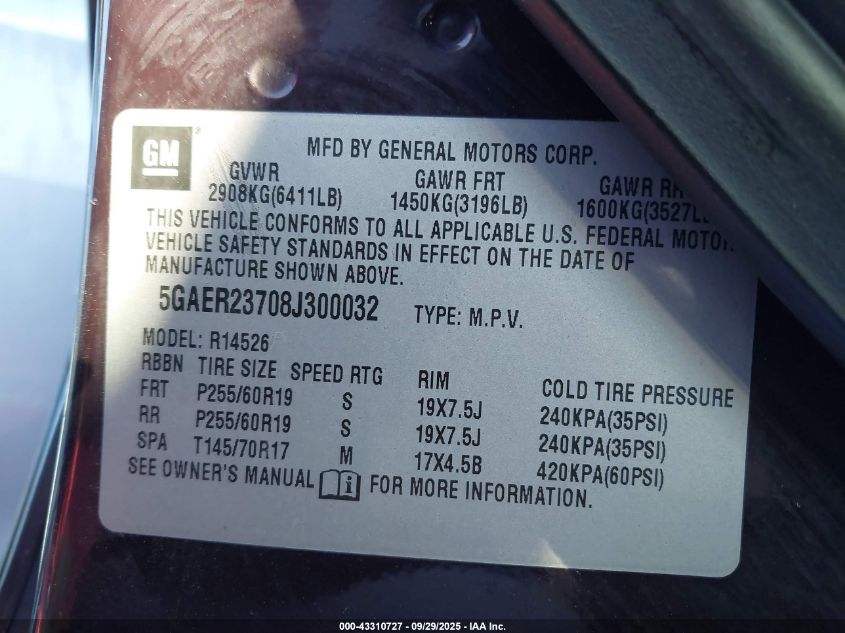 GM ®
MFD BY GENERAL MOTORS CORP.
GVWR GAWR FRT GAWR RR
2908KG(6411LB) 1450KG(3196LB) 1600KG(3527L
THIS VEHICLE CONFORMS TO ALL APPLICABLE U.S. FEDERAL MOTOR
VEHICLE SAFETY STANDARDS IN EFFECT ON THE DATE OF
MANUFACTURE SHOWN ABOVE.
5GAER23708J300032 TYPE: M.P.V.
MODEL: R14526
RBBN TIRE SIZE SPEED RTG RIM COLD TIRE PRESSURE
FRT P255/60R19 S 19X7.5J 240KPA(35PSI)
RR P255/60R19 S 19X7.5J 240KPA(35PSI)
SPA T145/70R17 M 17X4.5B 420KPA(60PSI)
SEE OWNER'S MANUAL i FOR MORE INFORMATION.
000-43310727 - 09/29/2025 - IAA Inc.